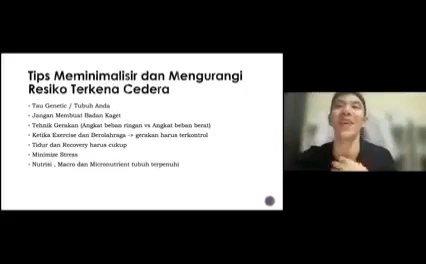 Tips Meminimalisir dan Mengurangi
Resiko Terkena Cedera
Tau Genetic / Tubuh Anda
Jangan Membuat Badan Kaget
Tehnik Gerakan (Angkat beban ringan vs Angkat beban berat)
Ketika Exercise dan Berolahraga -> gerakan harus terkontrol
Tidur dan Recovery harus cukup
Minimize Stress
Nutrisi , Macro dan Micronutrient tubuh terpenuhi